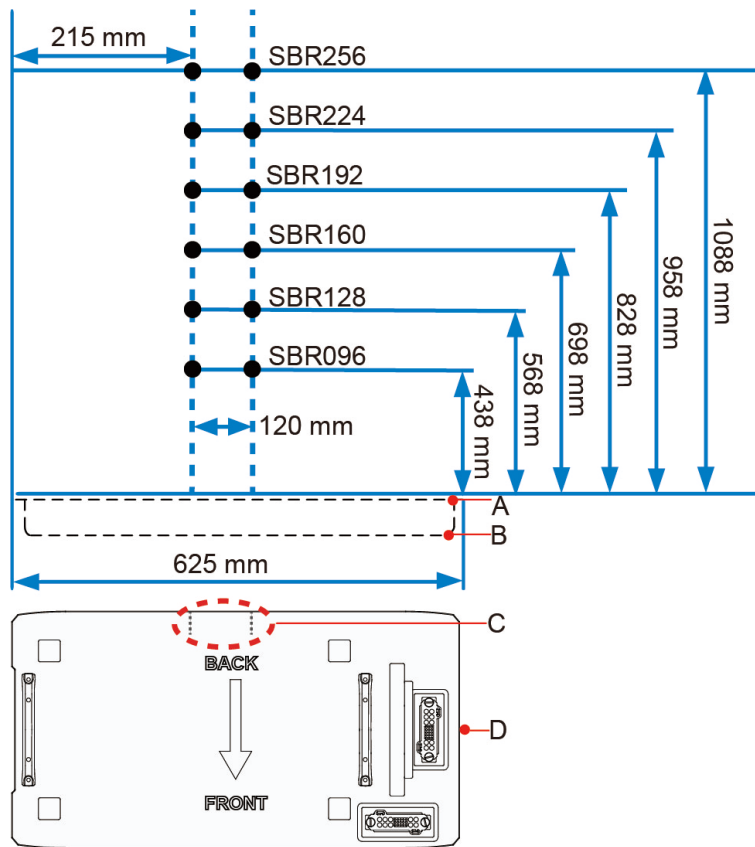 215 mm
SBR256
SBR224
SBR192
SBR160
SBR128
SBR096
1088 mm
958 mm
828 mm
698 mm
568 mm
438 mm
120 mm
A
B
625 mm
C
BACK
D
FRONT